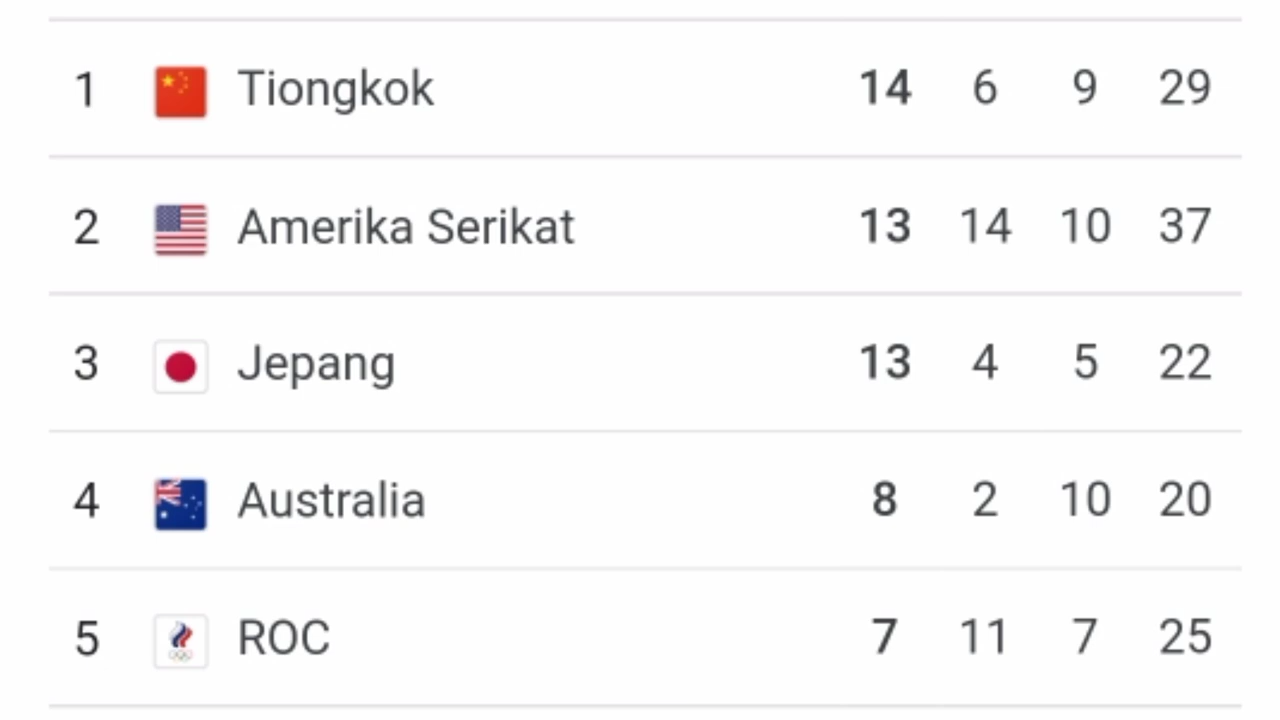 1 Tiongkok 14 6 9 29
2 Amerika Serikat 13 14 10 37
3 Jepang 13 4 5 22
4 Australia 8 2 10 20
5 ROC 7 11 7 25